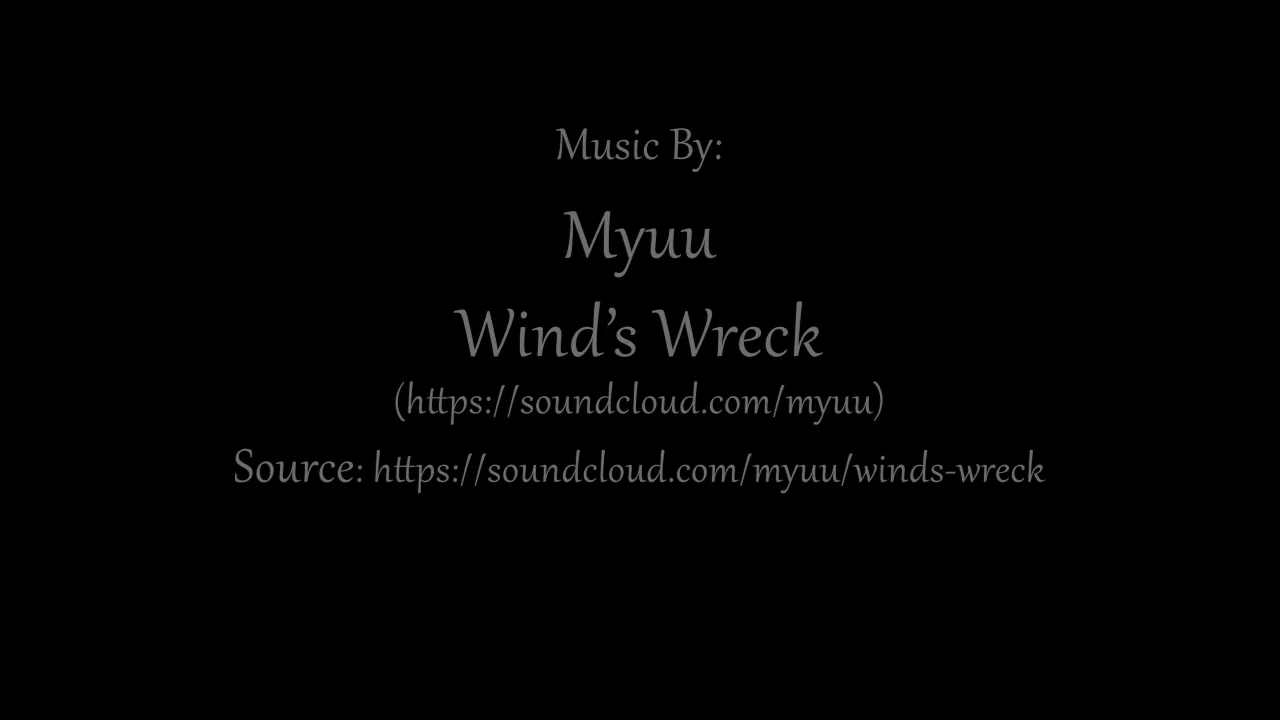 Music By:
Myuu
Wind’s Wreck
(https://soundcloud.com/myuu)
Source: https://soundcloud.com/myuu/winds-wreck